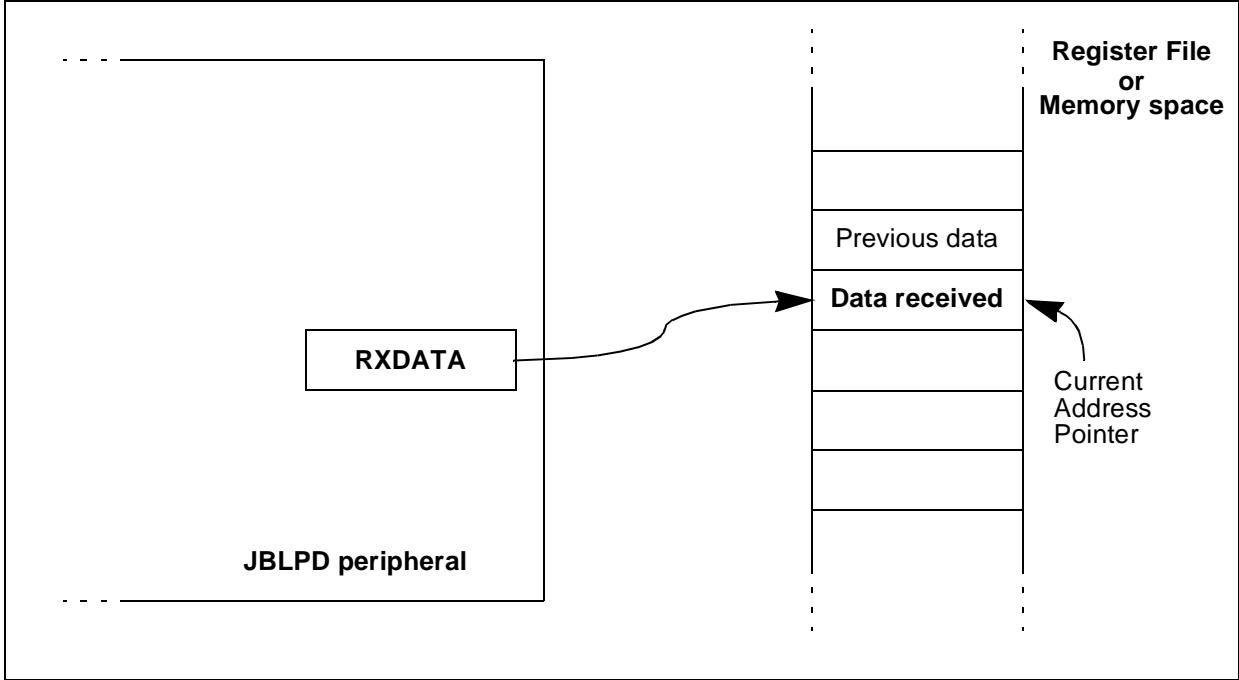 Register File
or
Memory space
Previous data
Data received
RXDATA
Current
Address
Pointer
JBLPD peripheral